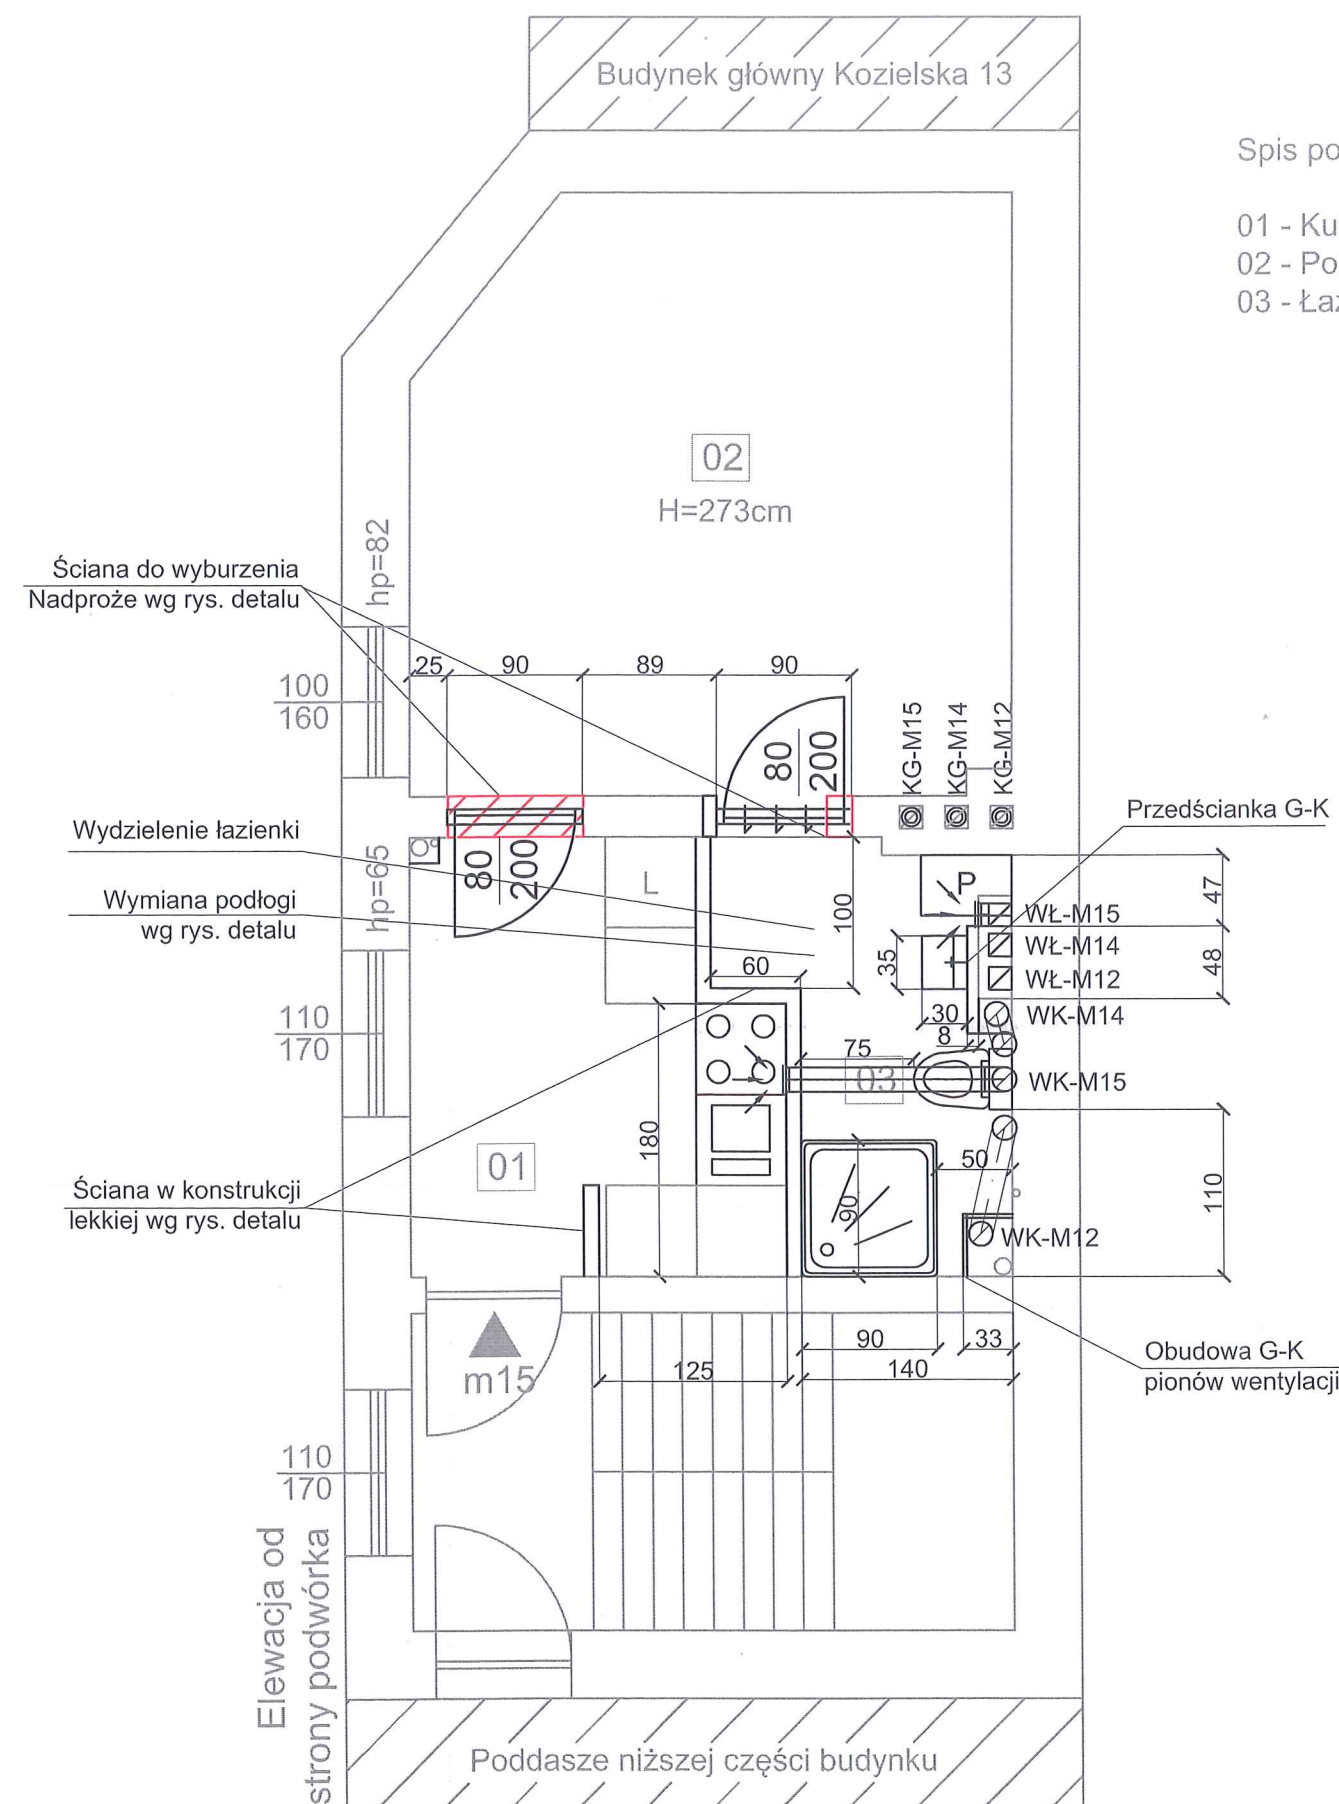 Budynek główny Kozielska 13
Spis po
01 - Ku
02 - Po
03 - Łaz
02
H=273cm
hp=82
Ściana do wyburzenia
Nadproże wg rys. detalu
25
90
89
90
100
160
80
200
KG-M15
KG-M14
KG-M12
Przedścianka G-K
Wydzielenie łazienki
hp=65
80
200
L
P
47
Wymiana podłogi
wg rys. detalu
100
WŁ-M15
WŁ-M14
WŁ-M12
35
48
60
30
WK-M14
110
170
8
75
03
WK-M15
180
01
50
110
Ściana w konstrukcji
lekkiej wg rys. detalu
90
WK-M12
m15
125
90
33
140
Obudowa G-K
pionów wentylacji
110
170
Elewacja od
strony podwórka
Poddasze niższej części budynku